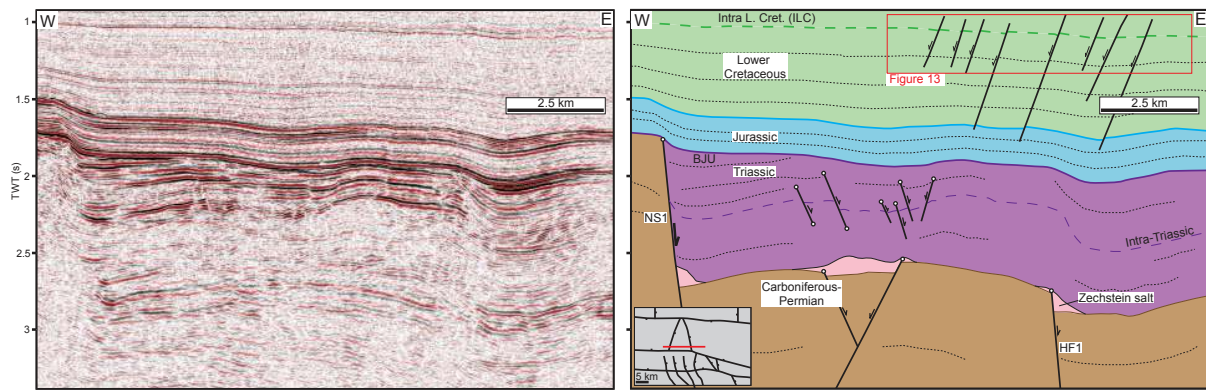 W
E
1
1.5
2
2.5
3
TWT (s)
2.5 km
W
E
Intra L. Cret. (ILC)
Lower
Cretaceous
Figure 13
2.5 km
Jurassic
BJU
Triassic
NS1
Intra-Triassic
Carboniferous-
Permian
Zechstein salt
HF1
5 km